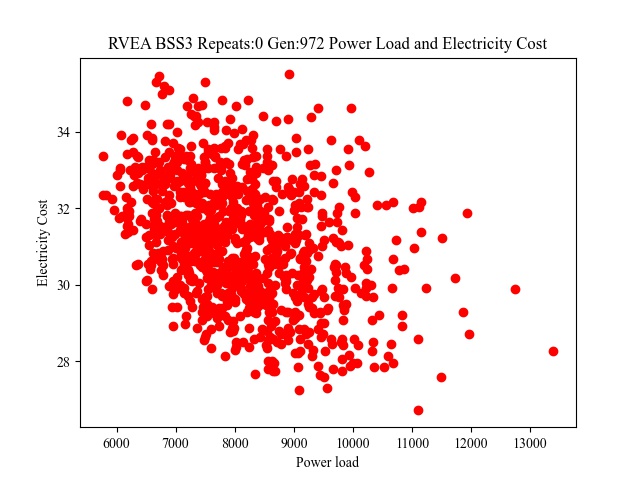 RVEA BSS3 Repeats:0 Gen:972 Power Load and Electricity Cost
34
32
30
28
Electricity Cost
6000 7000 8000 9000 10000 11000 12000 13000
Power load